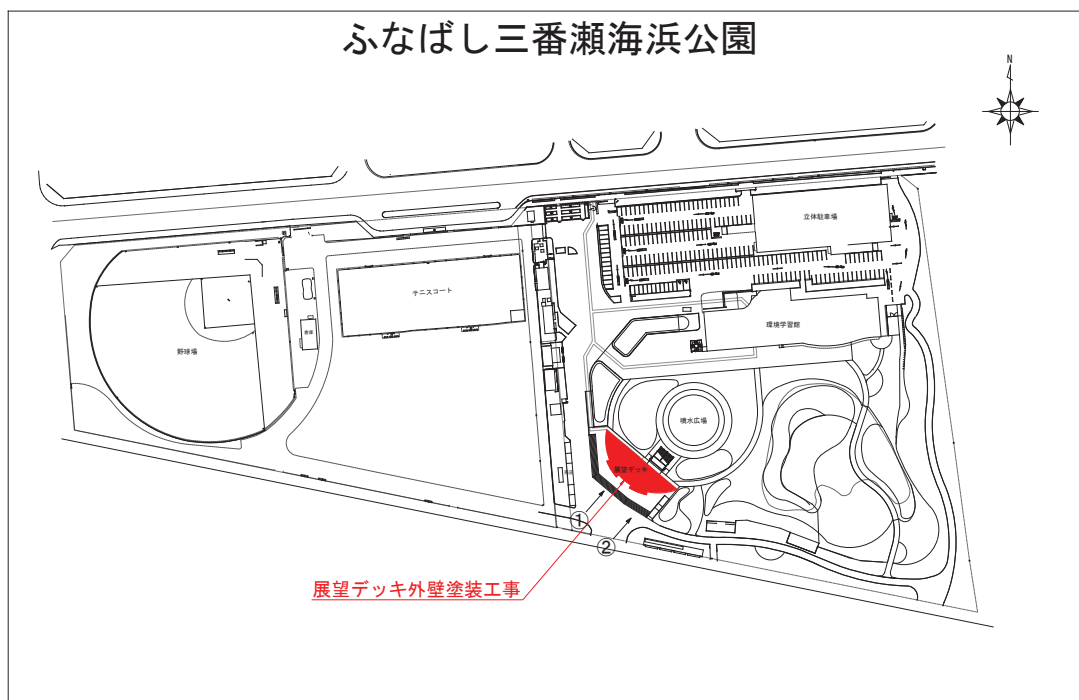 ふなばし三番瀬海浜公園
N
立体駐車場
テニスコート
倉庫
環境学習館
野球場
噴水広場
展望デッキ
①
②
展望デッキ外壁塗装工事